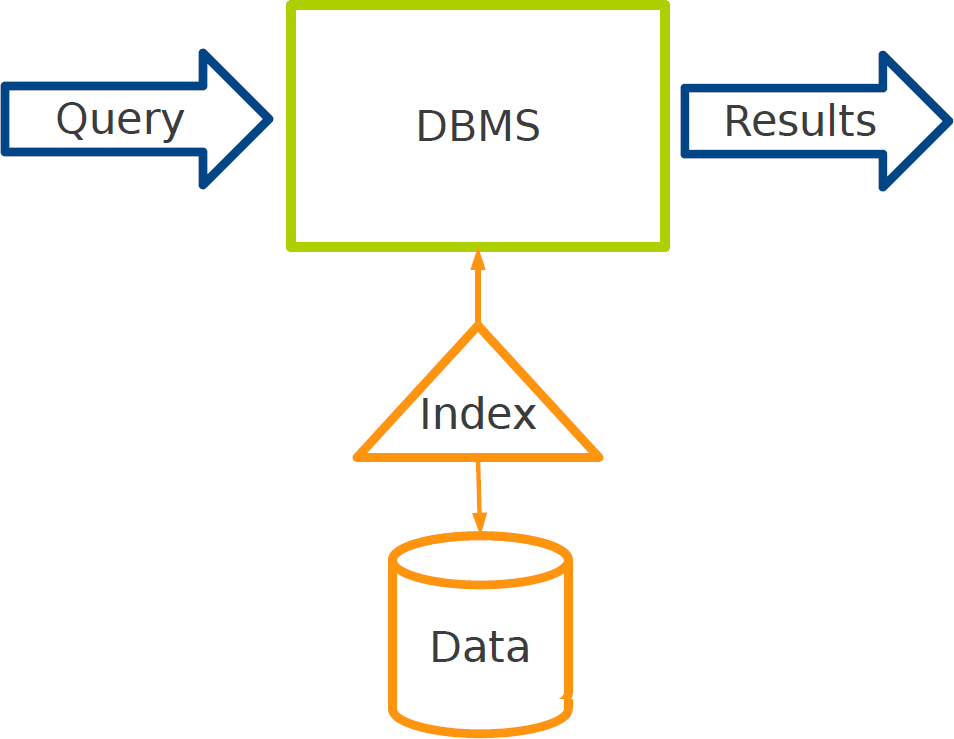 Query
DBMS
Results
Index
Data